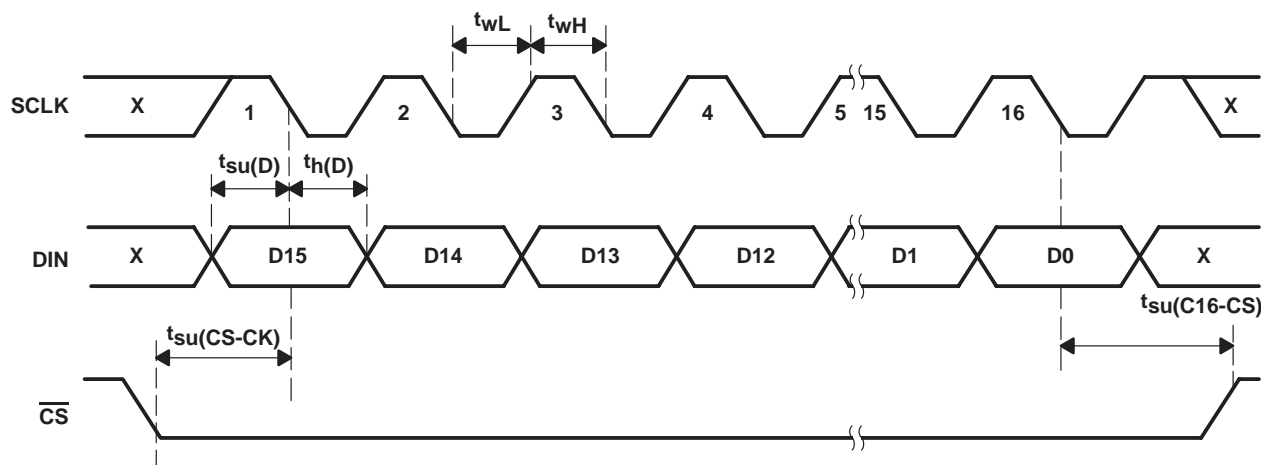 twL twH
SCLK X 1 2 3 4 5 15 16 X
tsu(D) th(D)
DIN X D15 D14 D13 D12 D1 D0 X
tsu(C16-CS)
tsu(CS-CK)
CS